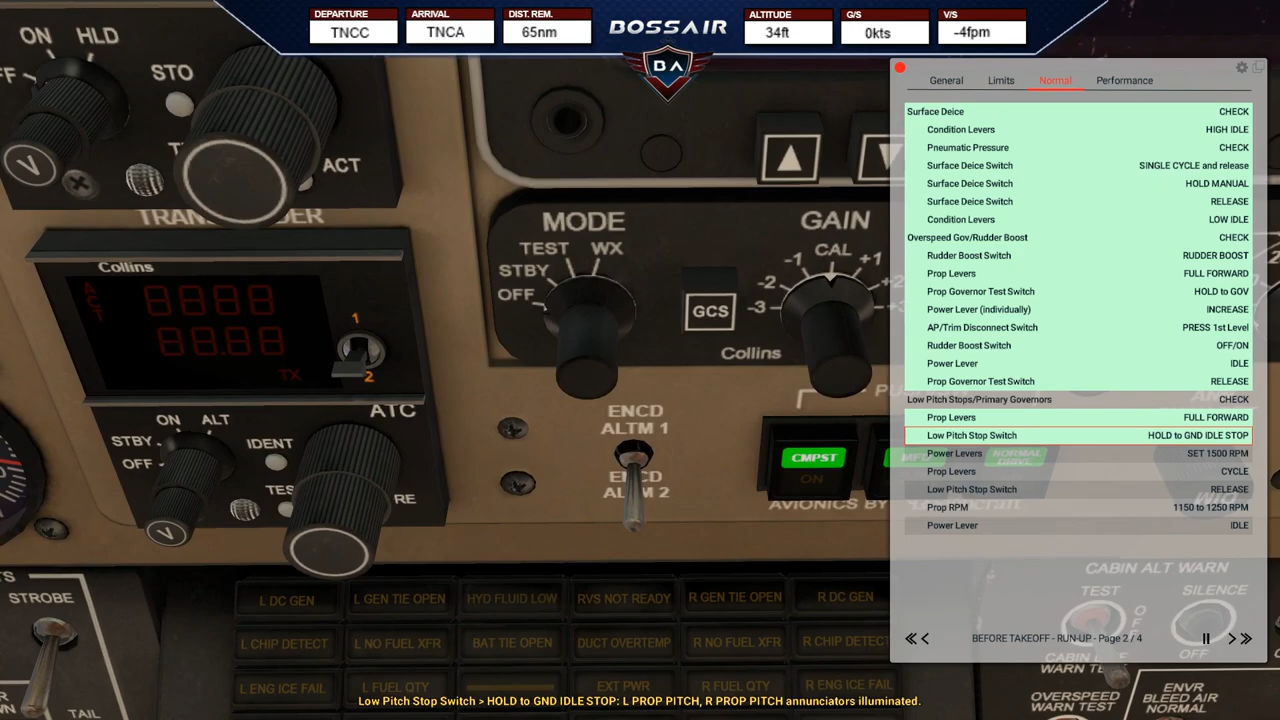 DEPARTURE
TNCC
ARRIVAL
TNCA
DIST. REM.
65nm
BOSSAIR
BA
ALTITUDE
34ft
G/S
0kts
V/S
-4fpm
ON HLD
STO
ACT
V
Collins
ACT
8888
88.88
TX
1
2
ATC
ON ALT
STBY
OFF
IDENT
V
MODE
TEST WX
STBY
OFF
GCS
GAIN
CAL
-1 +1
-2
-3
Collins
ENCD
ALTM 1
ENCD
ALTM 2
CMPST
ON
AVIONICS BY
STROBE
TAIL
L DC GEN
L GEN TIE OPEN
HYD FLUID LOW
RVS NOT READY
R GEN TIE OPEN
R DC GEN
L CHIP DETECT
L NO FUEL XFR
BAT TIE OPEN
DUCT OVERTEMP
R NO FUEL XFR
R CHIP DETECT
L ENG ICE FAIL
L FUEL QTY
EXT PWR
R FUEL QTY
R ENG ICE FAIL
General Limits Normal Performance
Surface Deice CHECK
Condition Levers HIGH IDLE
Pneumatic Pressure CHECK
Surface Deice Switch SINGLE CYCLE and release
Surface Deice Switch HOLD MANUAL
Surface Deice Switch RELEASE
Condition Levers LOW IDLE
Overspeed Gov/Rudder Boost CHECK
Rudder Boost Switch RUDDER BOOST
Prop Levers FULL FORWARD
Prop Governor Test Switch HOLD to GOV
Power Lever (individually) INCREASE
AP/Trim Disconnect Switch PRESS 1st Level
Rudder Boost Switch OFF/ON
Power Lever IDLE
Prop Governor Test Switch RELEASE
Low Pitch Stops/Primary Governors CHECK
Prop Levers FULL FORWARD
Low Pitch Stop Switch HOLD to GND IDLE STOP
Power Levers SET 1500 RPM
Prop Levers CYCLE
Low Pitch Stop Switch RELEASE
Prop RPM 1150 to 1250 RPM
Power Lever IDLE
BEFORE TAKEOFF - RUN-UP - Page 2 / 4
CABIN ALT WARN
TEST
SILENCE
OFF
OVERSPEED
WARN TEST
ENVR
BLEED AIR
NORMAL
Low Pitch Stop Switch > HOLD to GND IDLE STOP: L PROP PITCH, R PROP PITCH annunciators illuminated.